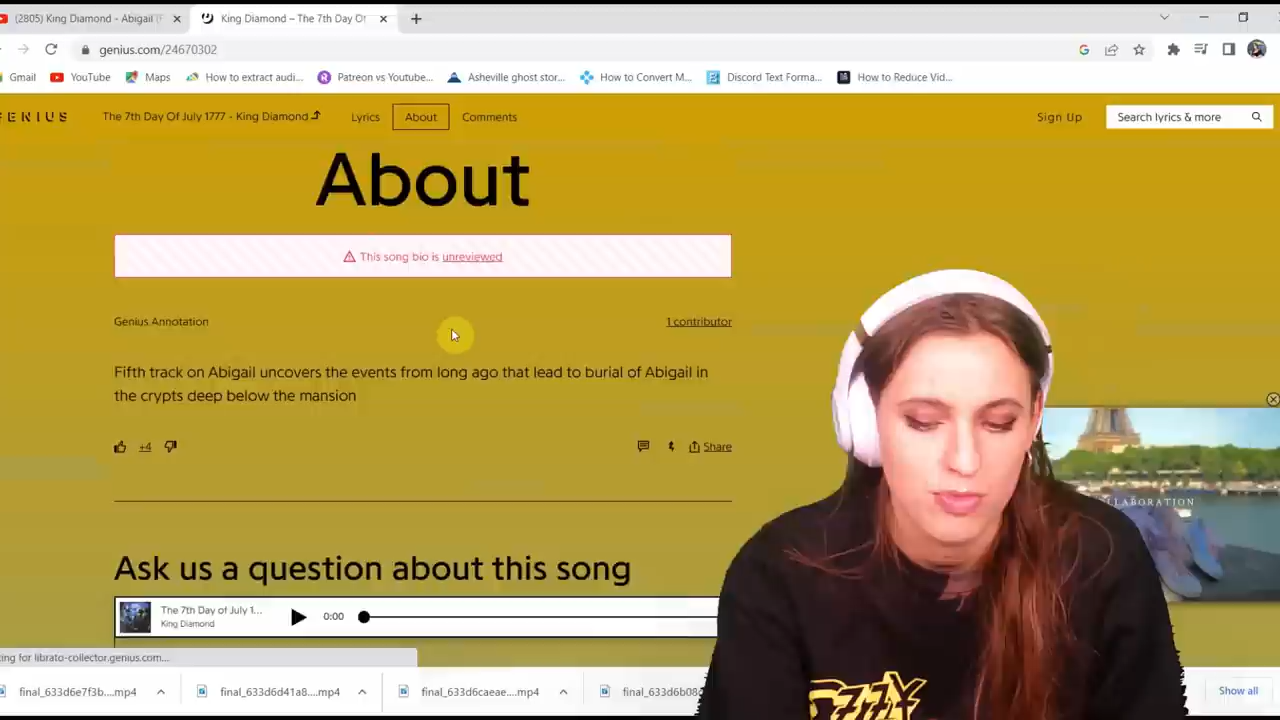 (2805) King Diamond - Abigail
King Diamond – The 7th Day Of
genius.com/24670302
Gmail
YouTube
Maps
How to extract audi...
Patreon vs Youtube...
Asheville ghost stor...
How to Convert M...
Discord Text Forma...
How to Reduce Vid...
GENIUS
The 7th Day Of July 1777 - King Diamond
Lyrics
About
Comments
Sign Up
Search lyrics & more
About
This song bio is unreviewed
Genius Annotation
1 contributor
Fifth track on Abigail uncovers the events from long ago that lead to burial of Abigail in
the crypts deep below the mansion
+4
Share
LLABORATION
Ask us a question about this song
The 7th Day of July 1...
King Diamond
0:00
ing for librato-collector.genius.com...
final_633d6e7f3b....mp4
final_633d6d41a8....mp4
final_633d6caeae....mp4
final_633d6b08
Show all